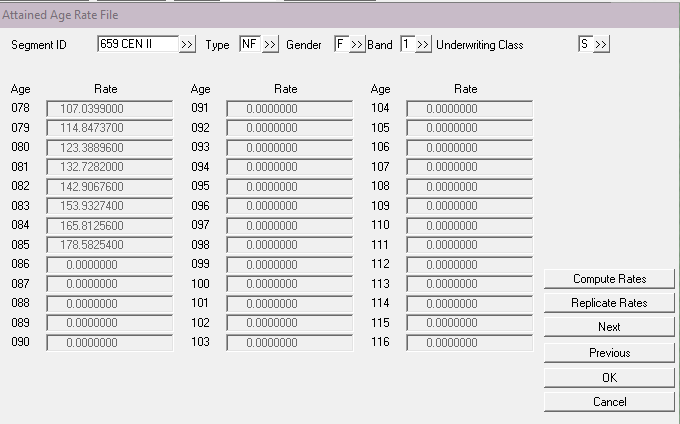 Attained Age Rate File
Segment ID 659 CEN II >> Type NF >> Gender F >> Band 1 >> Underwriting Class S >>
Age Rate Age Rate Age Rate
078 107.0399000 091 0.0000000 104 0.0000000
079 114.8473700 092 0.0000000 105 0.0000000
080 123.3889600 093 0.0000000 106 0.0000000
081 132.7282000 094 0.0000000 107 0.0000000
082 142.9067600 095 0.0000000 108 0.0000000
083 153.9327400 096 0.0000000 109 0.0000000
084 165.8125600 097 0.0000000 110 0.0000000
085 178.5825400 098 0.0000000 111 0.0000000
086 0.0000000 099 0.0000000 112 0.0000000
087 0.0000000 100 0.0000000 113 0.0000000
088 0.0000000 101 0.0000000 114 0.0000000
089 0.0000000 102 0.0000000 115 0.0000000
090 0.0000000 103 0.0000000 116 0.0000000
Compute Rates
Replicate Rates
Next
Previous
OK
Cancel